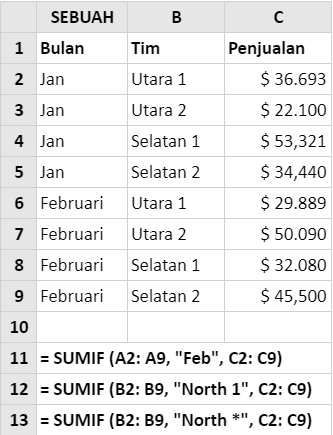 SEBUAH B C
1 Bulan Tim Penjualan
2 Jan Utara 1 $ 36.693
3 Jan Utara 2 $ 22.100
4 Jan Selatan 1 $ 53,321
5 Jan Selatan 2 $ 34,440
6 Februari Utara 1 $ 29.889
7 Februari Utara 2 $ 50.090
8 Februari Selatan 1 $ 32.080
9 Februari Selatan 2 $ 45,500
10
11 = SUMIF (A2: A9, "Feb", C2: C9)
12 = SUMIF (B2: B9, "North 1", C2: C9)
13 = SUMIF (B2: B9, "North *", C2: C9)